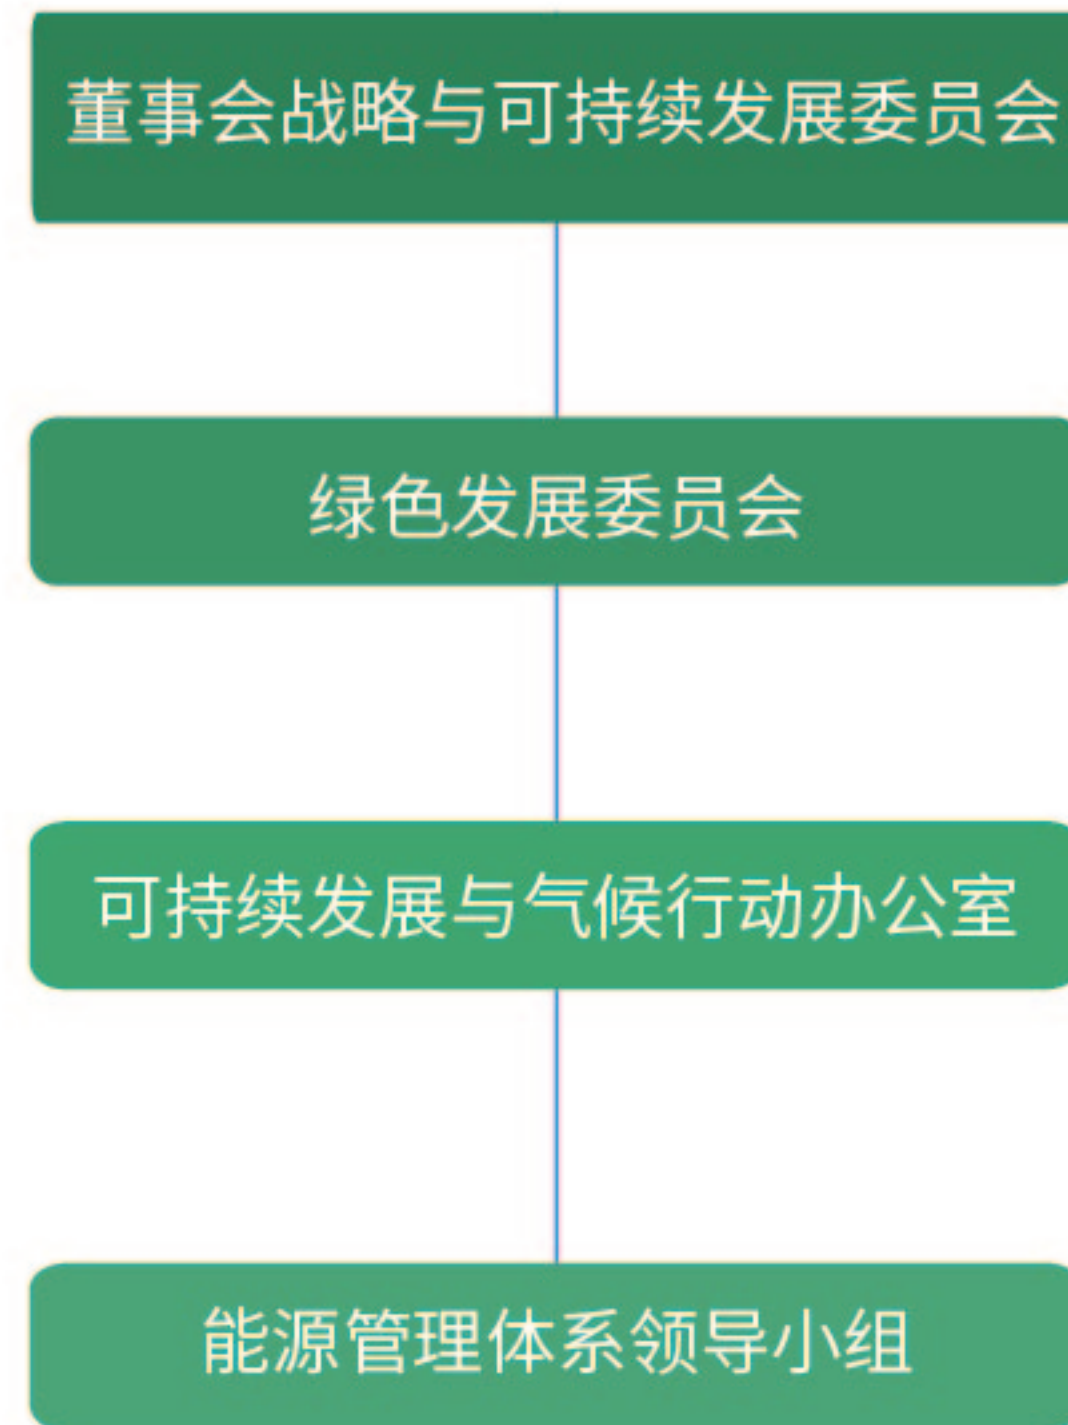 董事会战略与可持续发展委员会
绿色发展委员会
可持续发展与气候行动办公室
能源管理体系领导小组